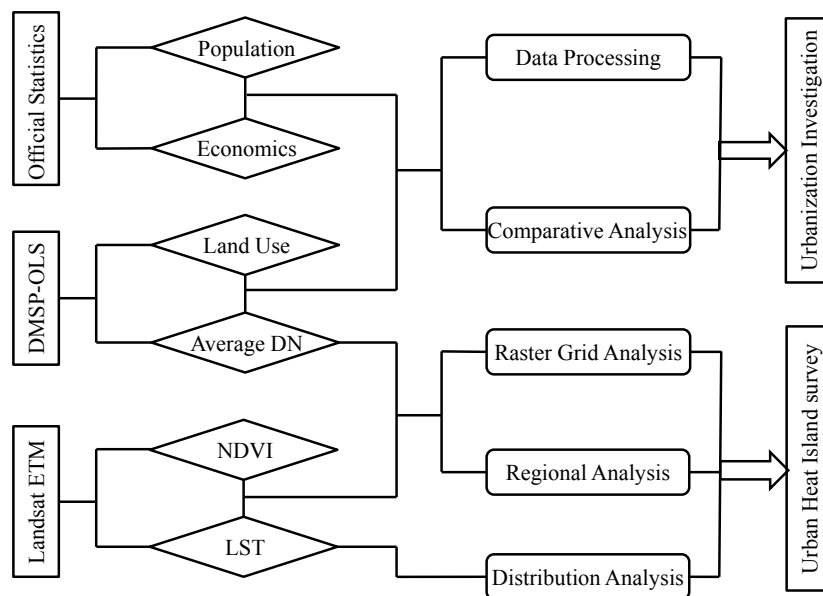 Official Statistics
Population
Economics
DMSP-OLS
Land Use
Average DN
Landsat ETM
NDVI
LST
Data Processing
Comparative Analysis
Raster Grid Analysis
Regional Analysis
Distribution Analysis
Urbanization Investigation
Urban Heat Island survey